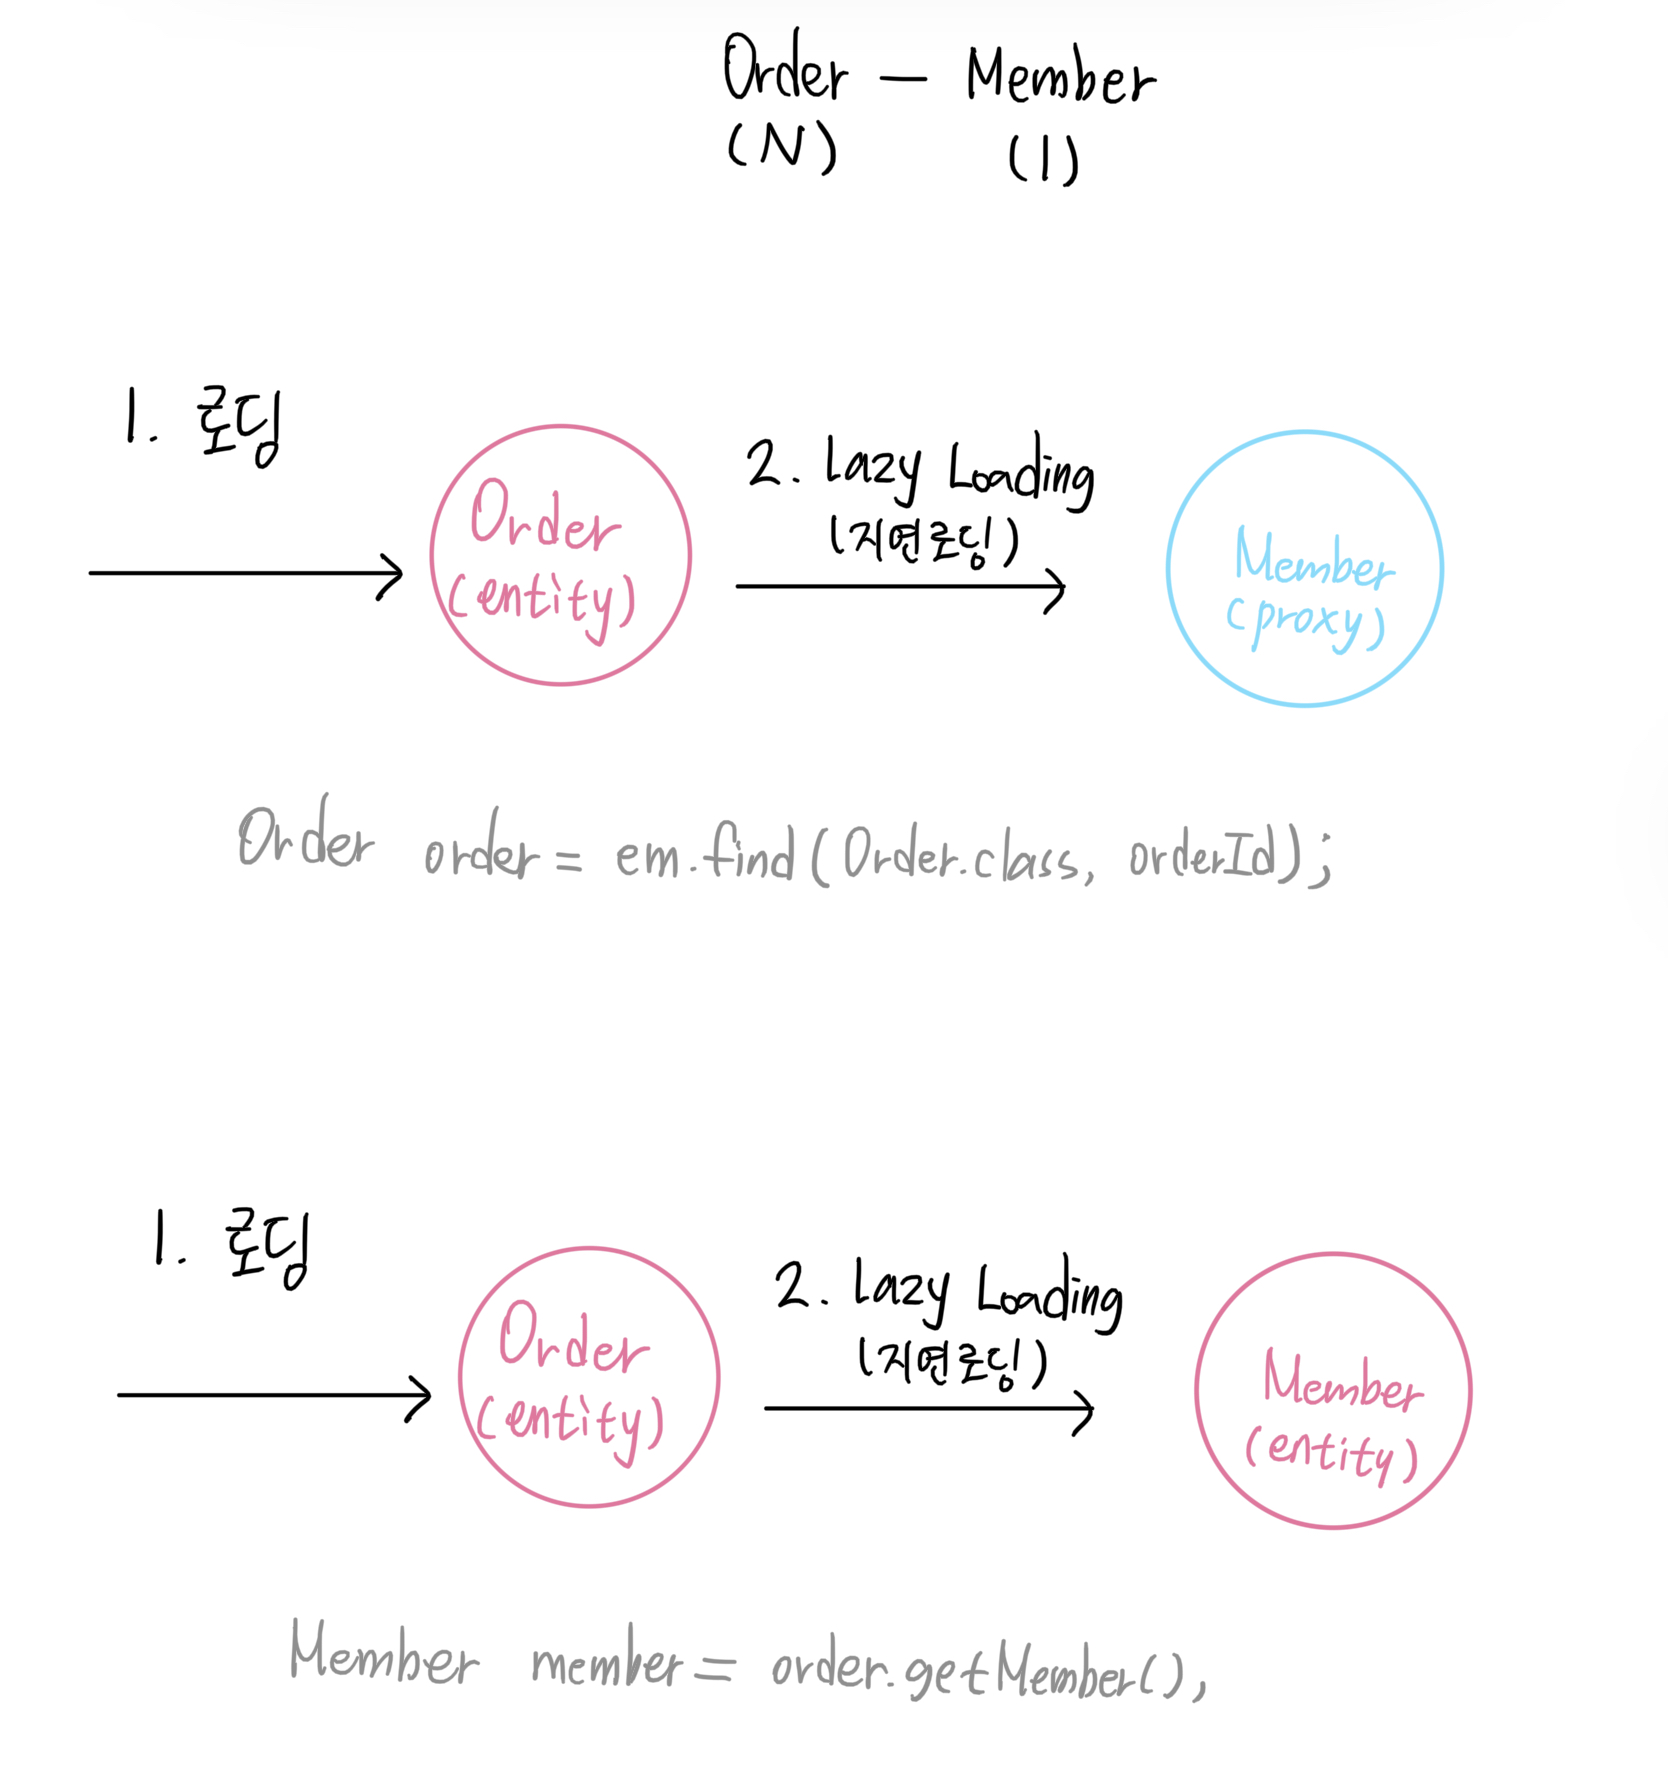 Order – Member
(N) (1)
1. 로딩
Order
(entity)
2. Lazy Loading
(지연로딩)
Member
(proxy)
Order order = em.find(Order.class, orderId);
1. 로딩
Order
(entity)
2. Lazy Loading
(지연로딩)
Member
(entity)
Member member = order.getMember(),